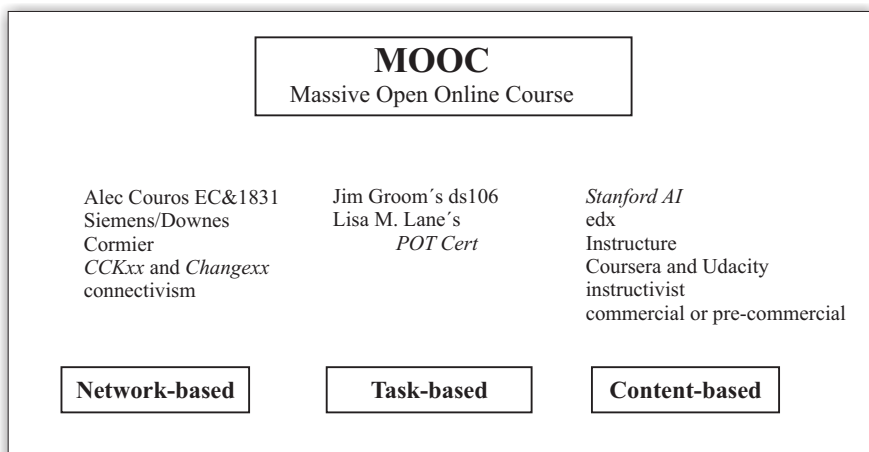 MOOC
Massive Open Online Course
Alec Couros EC&1831
Siemens/Downes
Cormier
CCKxx and Changexx
connectivism
Jim Groom´s ds106
Lisa M. Lane´s
POT Cert
Stanford AI
edx
Instructure
Coursera and Udacity
instructivist
commercial or pre-commercial
Network-based
Task-based
Content-based